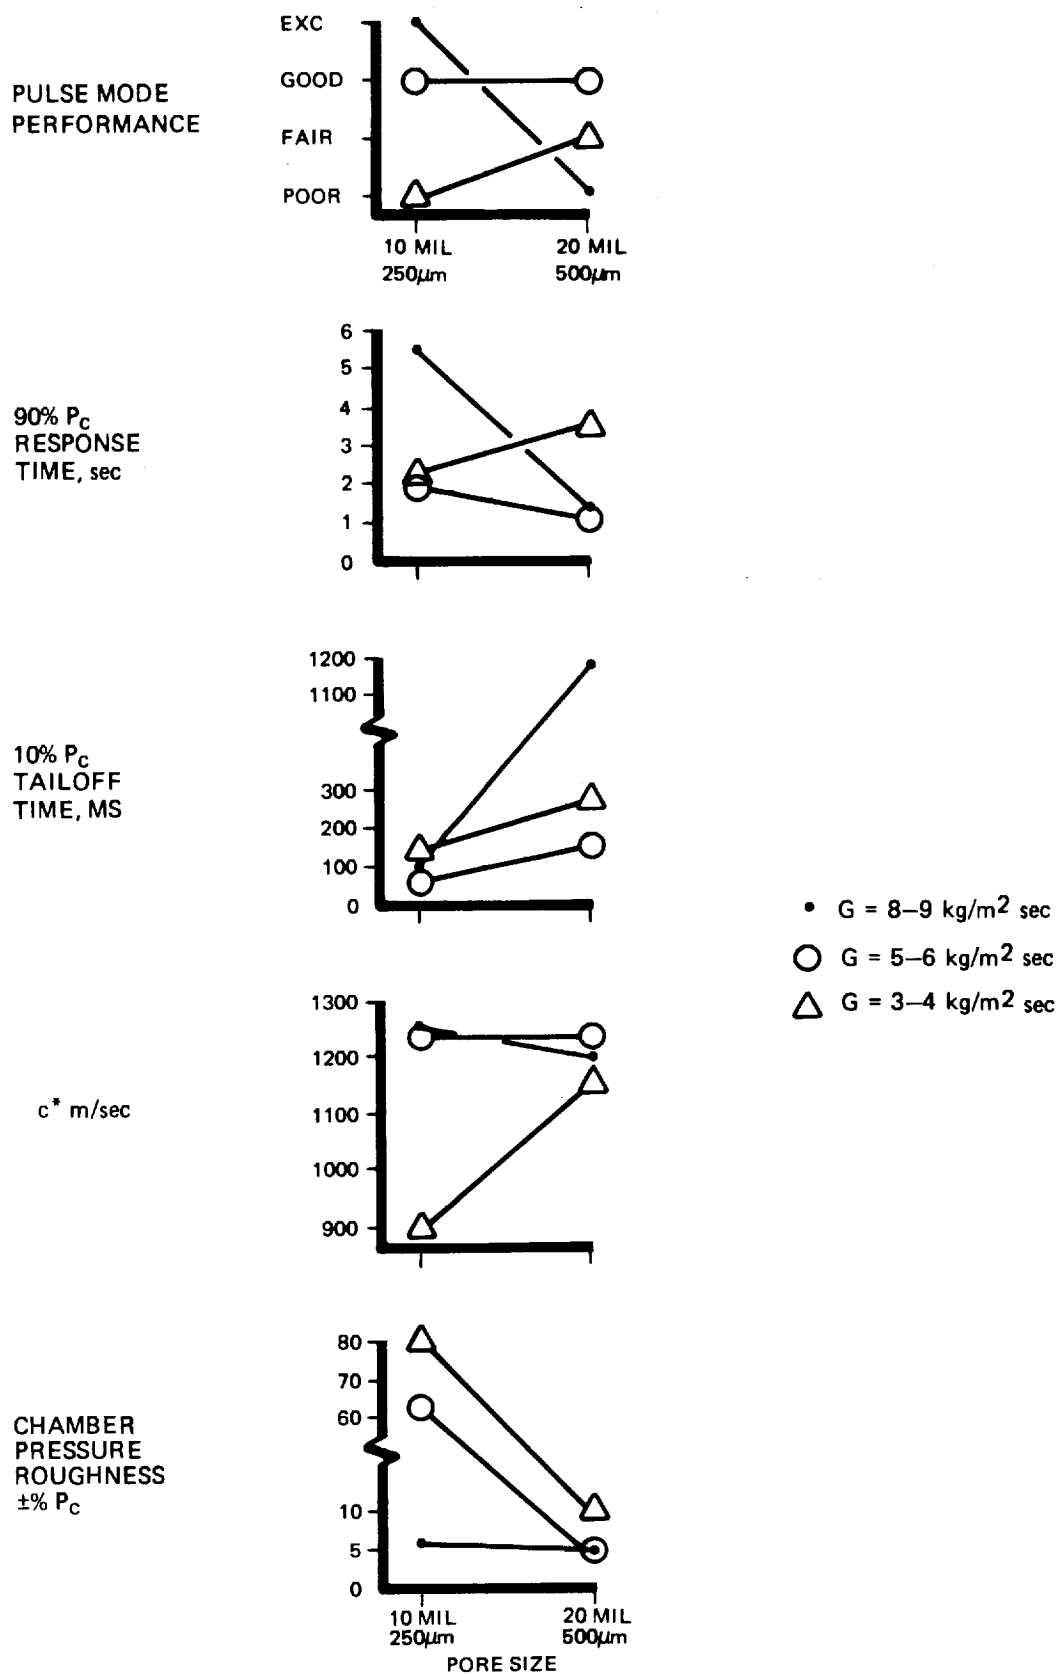 PULSE MODE
PERFORMANCE
EXC
GOOD
FAIR
POOR
10 MIL
250μm
20 MIL
500μm
90% Pc
RESPONSE
TIME, sec
6
5
4
3
2
1
0
10% Pc
TAILOFF
TIME, MS
1200
1100
300
200
100
0
G = 8–9 kg/m2 sec
G = 5–6 kg/m2 sec
G = 3–4 kg/m2 sec
c* m/sec
1300
1200
1100
1000
900
CHAMBER
PRESSURE
ROUGHNESS
±% Pc
80
70
60
10
5
0
10 MIL
250μm
20 MIL
500μm
PORE SIZE